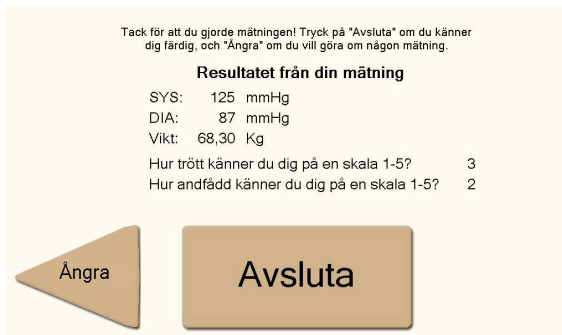 Tack för att du gjorde mätningen! Tryck på "Avsluta" om du känner
dig färdig, och "Ångra" om du vill göra om någon mätning.
Resultatet från din mätning
SYS: 125 mmHg
DIA: 87 mmHg
Vikt: 68,30 Kg
Hur trött känner du dig på en skala 1-5? 3
Hur andfådd känner du dig på en skala 1-5? 2
Ångra
Avsluta